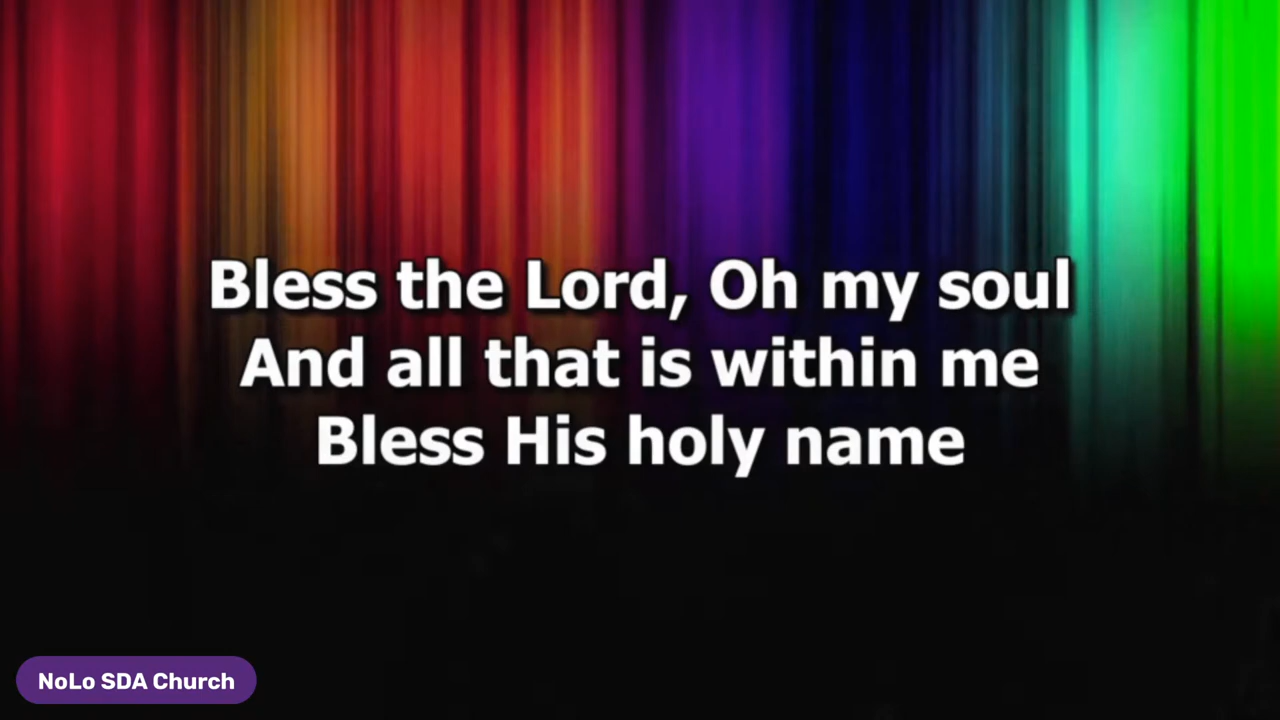 Bless the Lord, Oh my soul
And all that is within me
Bless His holy name
NoLo SDA Church